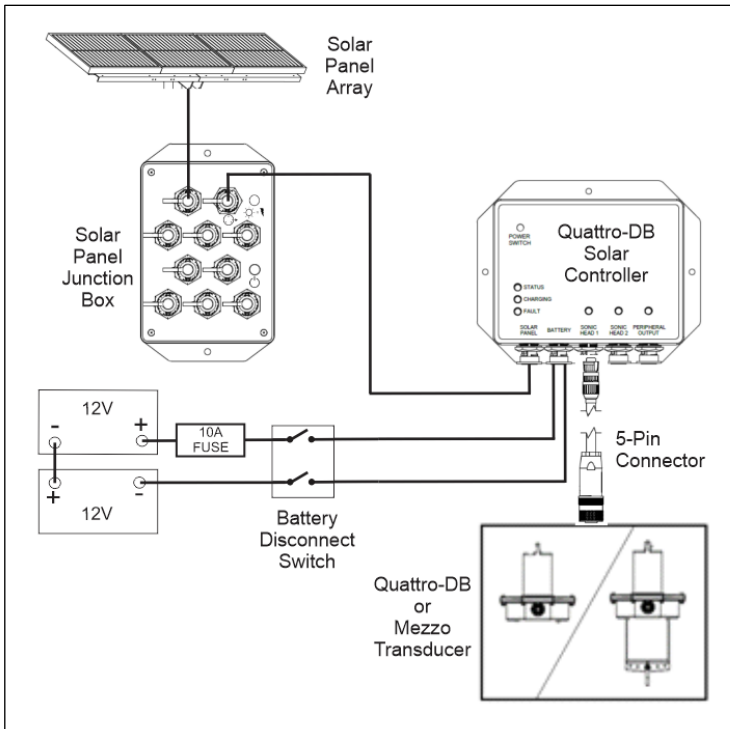 Solar
Panel
Array
Solar
Panel
Junction
Box
POWER
SWITCH
Quattro-DB
Solar
Controller
STATUS
CHARGING
FAULT
SOLAR
PANEL
BATTERY
SONIC
HEAD 1
SONIC
HEAD 2
PERIPHERAL
OUTPUT
12V
- +
10A
FUSE
+ -
12V
Battery
Disconnect
Switch
5-Pin
Connector
Quattro-DB
or
Mezzo
Transducer